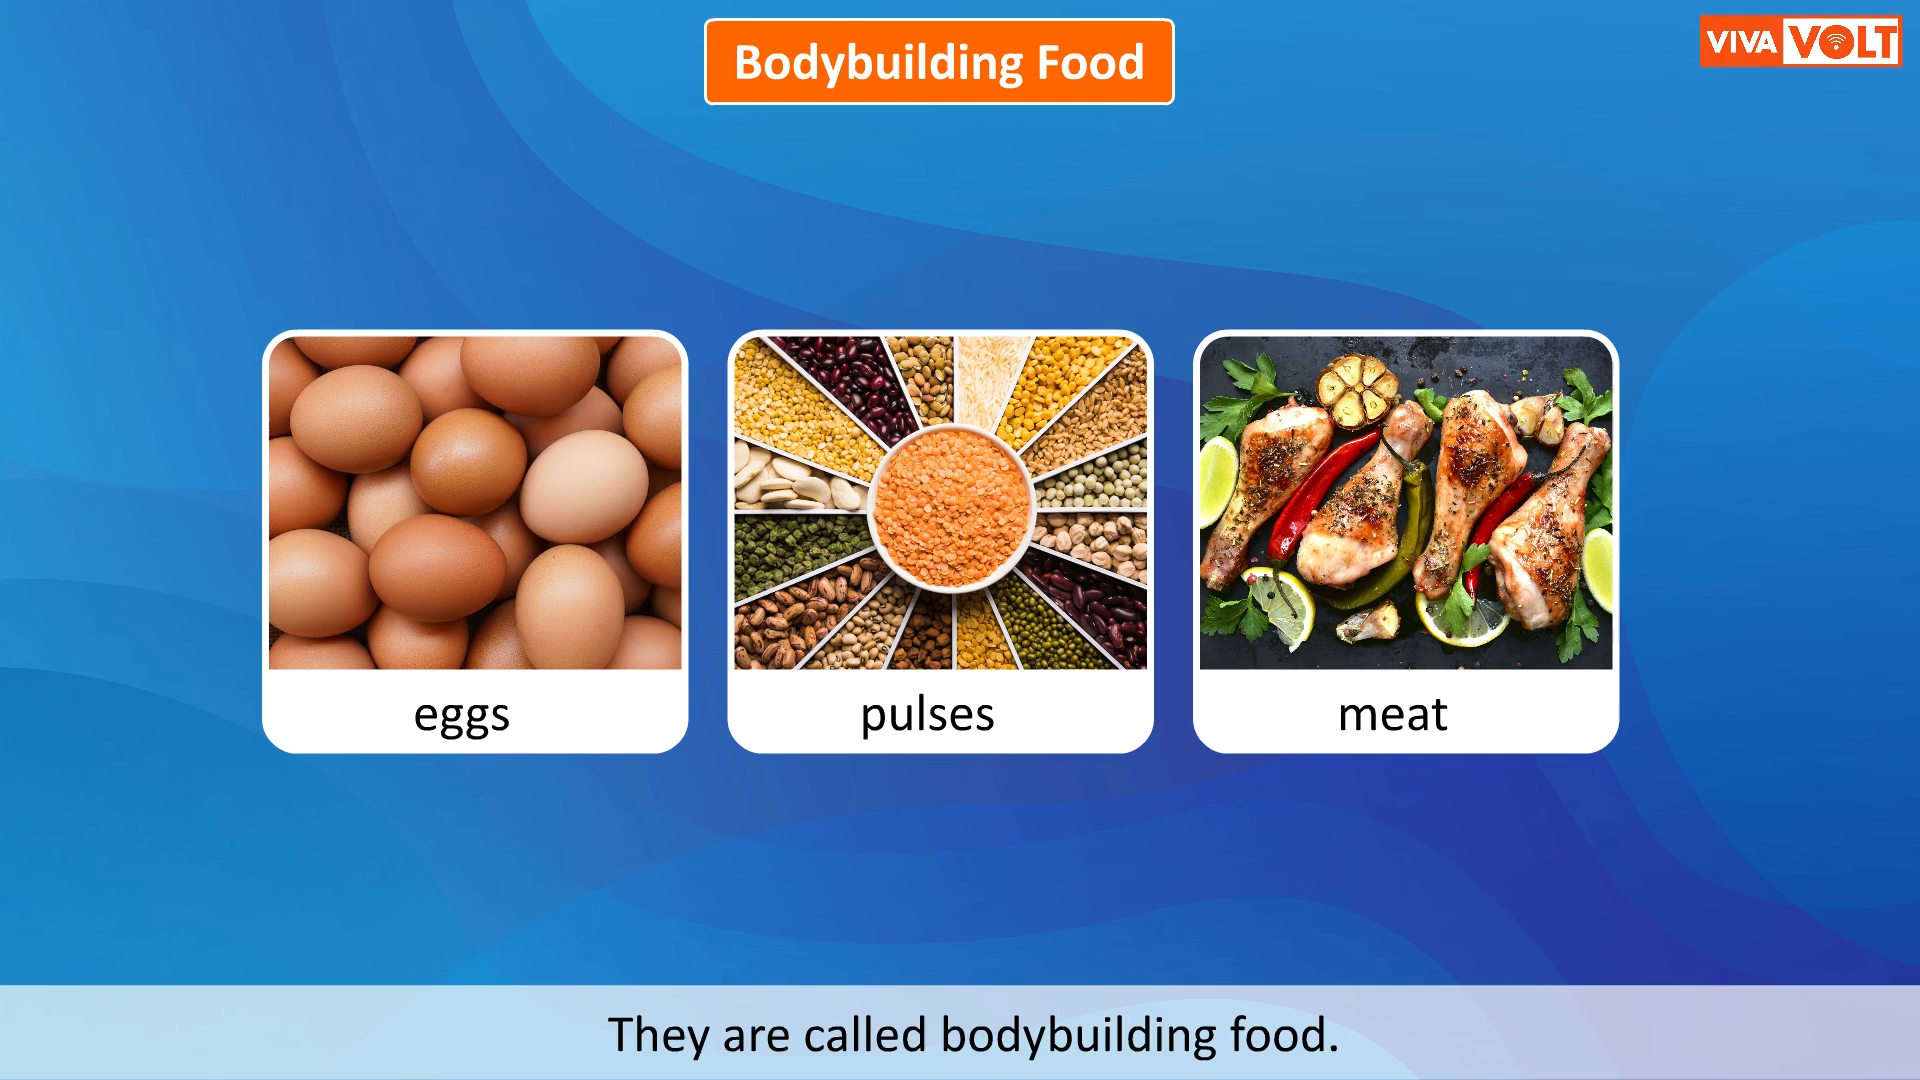 Bodybuilding Food
VIVA VOLT
eggs
pulses
meat
They are called bodybuilding food.